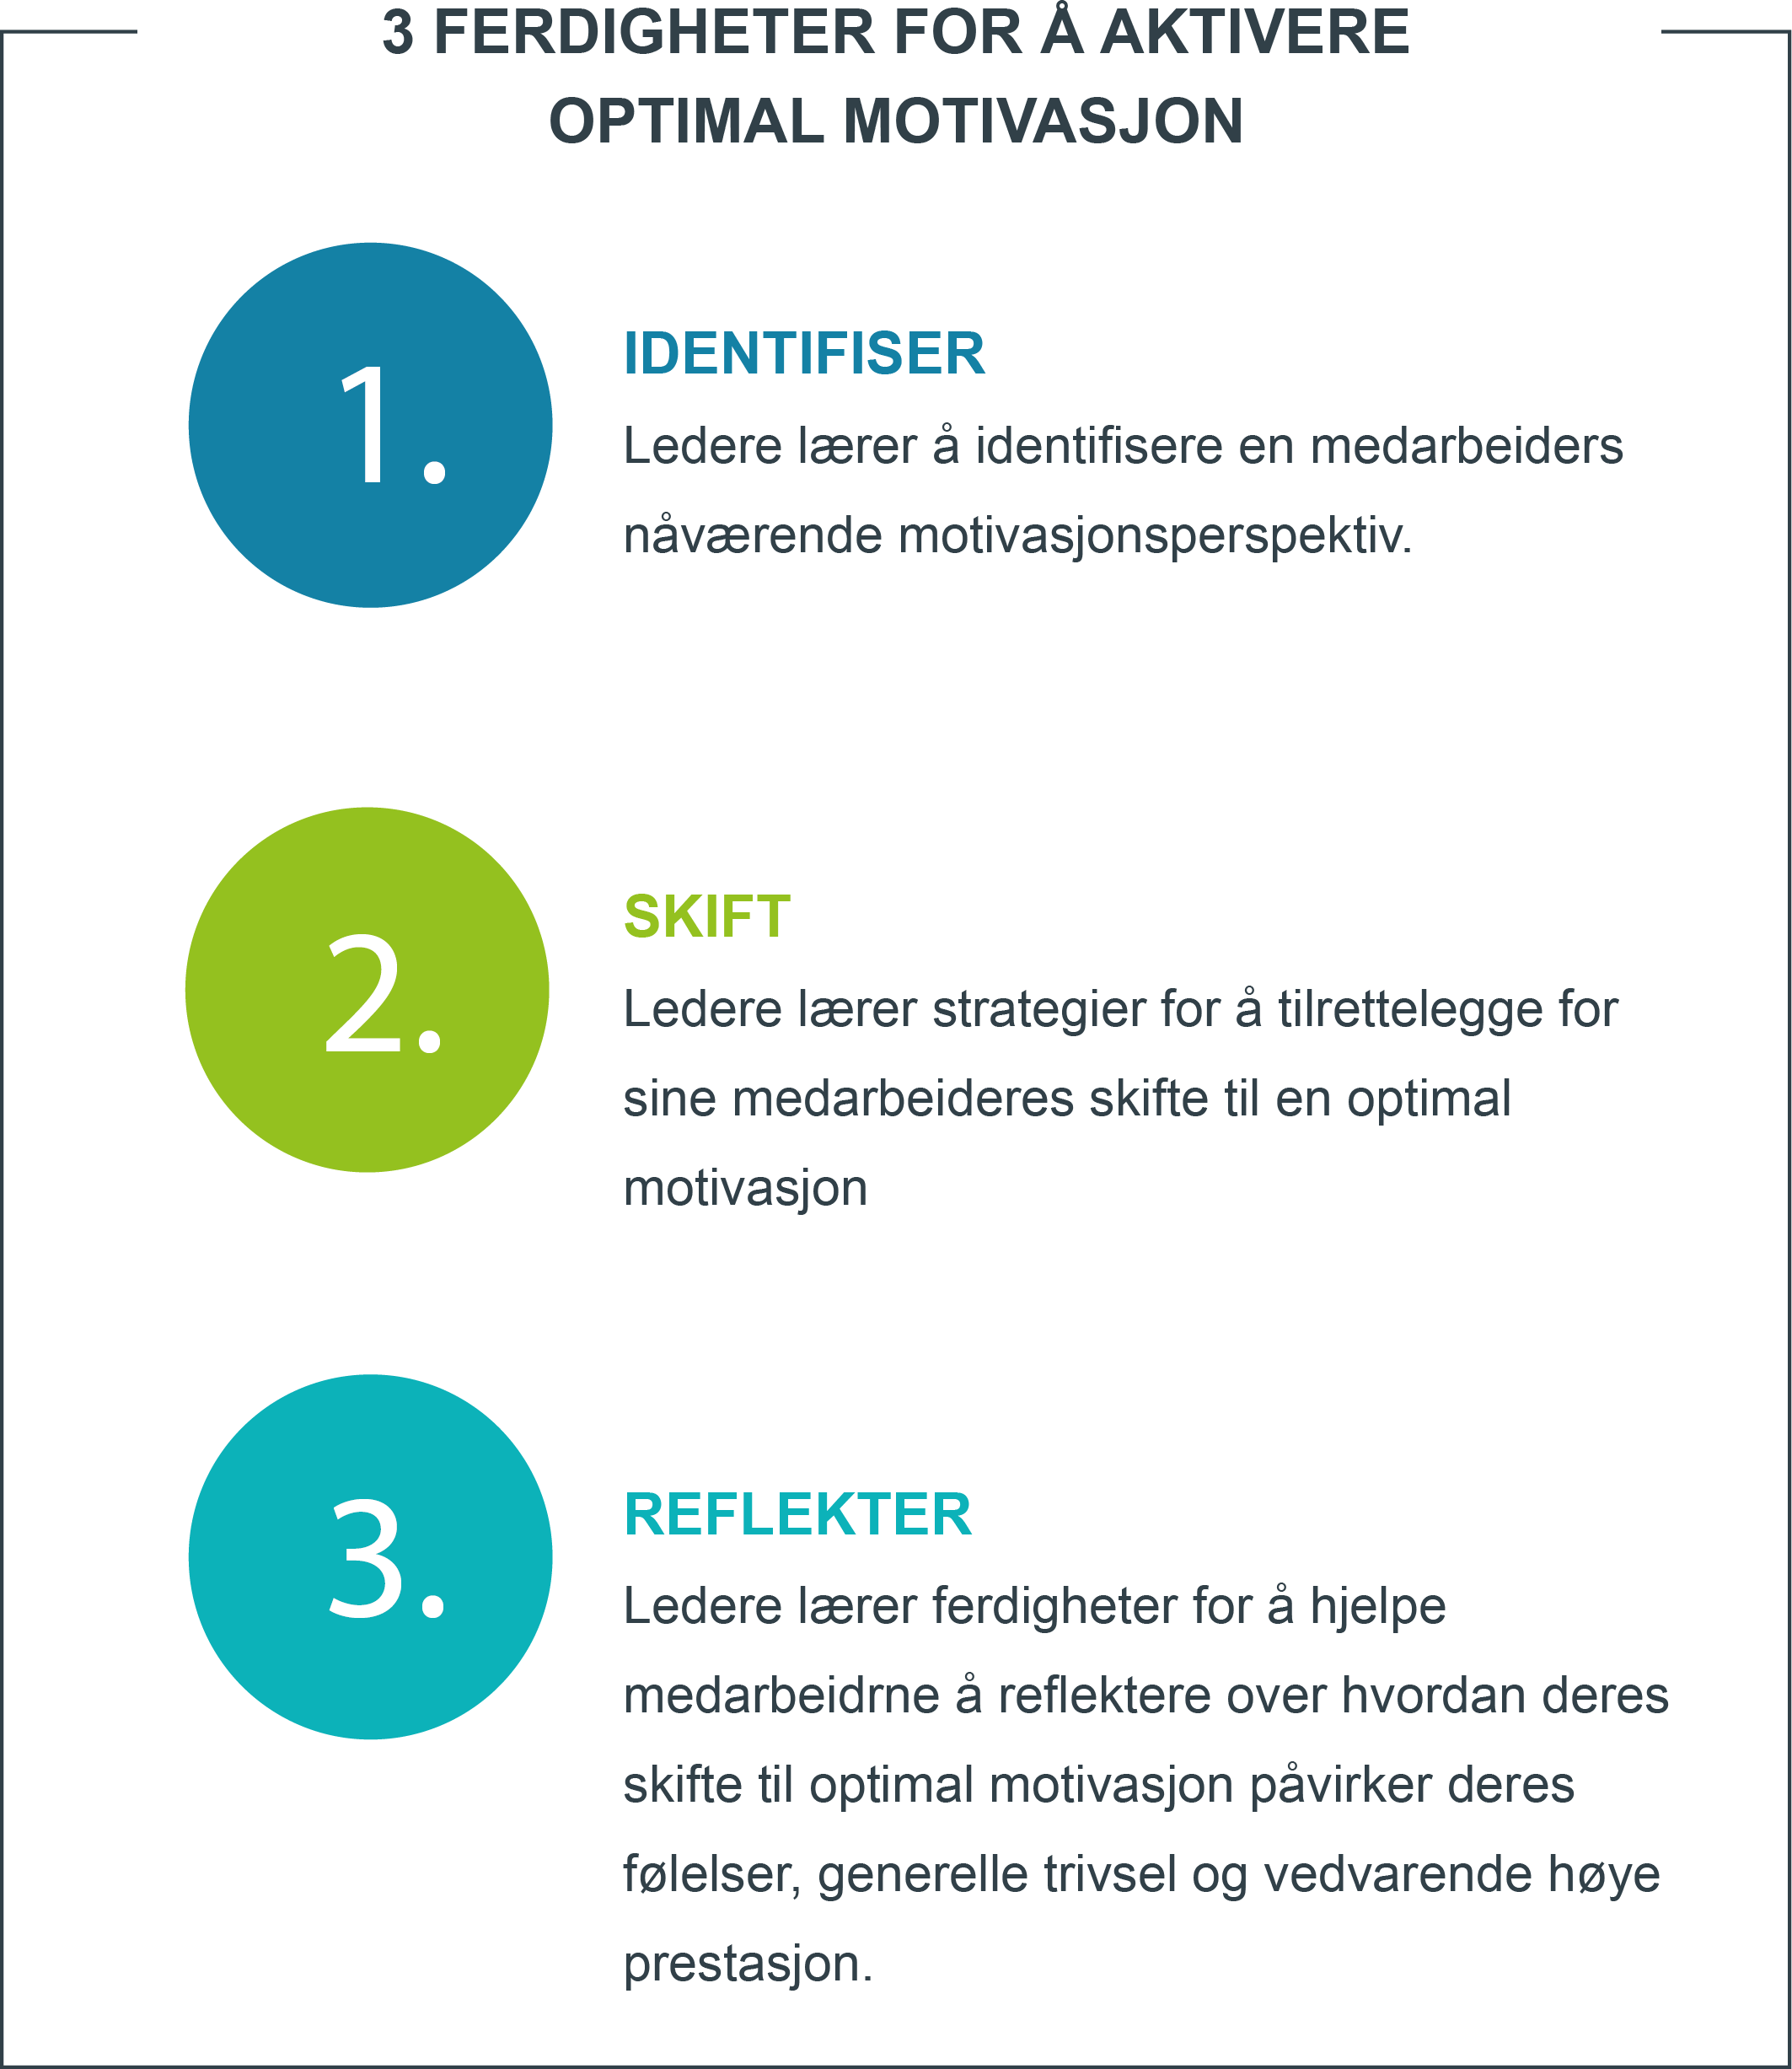 3 FERDIGHETER FOR Å AKTIVERE
OPTIMAL MOTIVASJON
1.
IDENTIFISER
Ledere lærer å identifisere en medarbeiders
nåværende motivasjonsperspektiv.
2.
SKIFT
Ledere lærer strategier for å tilrettelegge for
sine medarbeideres skifte til en optimal
motivasjon
3.
REFLEKTER
Ledere lærer ferdigheter for å hjelpe
medarbeidrne å reflektere over hvordan deres
skifte til optimal motivasjon påvirker deres
følelser, generelle trivsel og vedvarende høye
prestasjon.